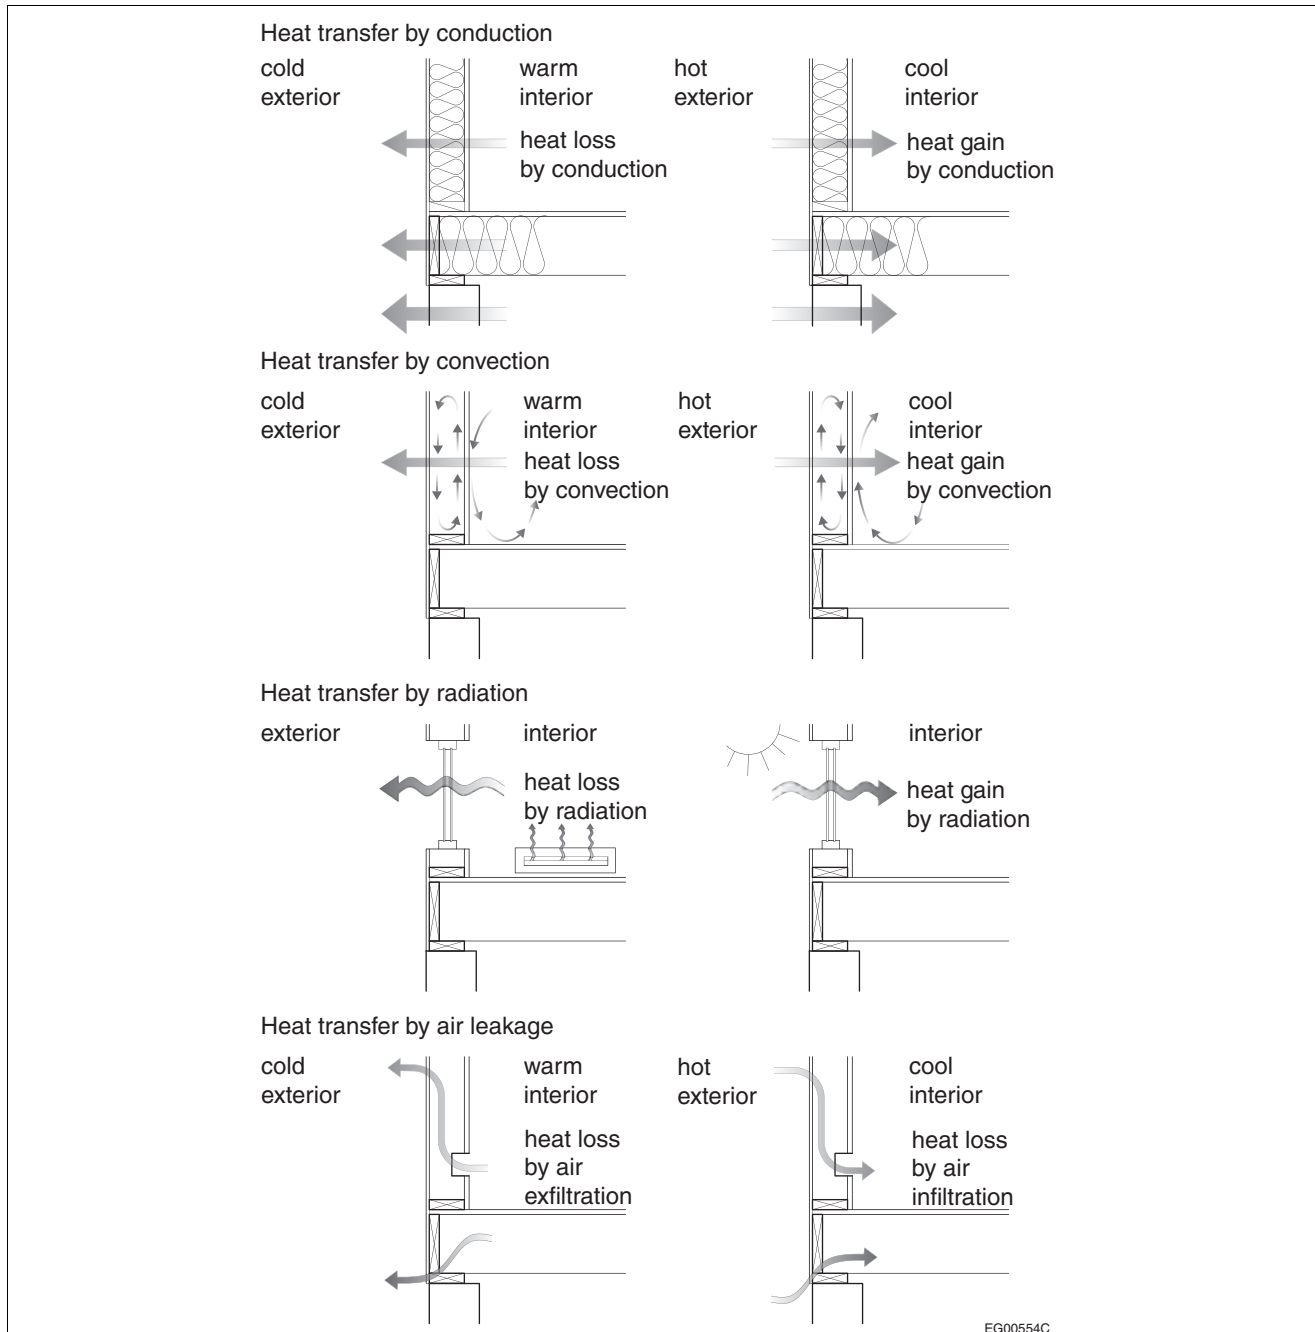 Heat transfer by conduction
cold
exterior
warm
interior
heat loss
by conduction
hot
exterior
cool
interior
heat gain
by conduction
Heat transfer by convection
cold
exterior
warm
interior
heat loss
by convection
hot
exterior
cool
interior
heat gain
by convection
Heat transfer by radiation
exterior
interior
heat loss
by radiation
interior
heat gain
by radiation
Heat transfer by air leakage
cold
exterior
warm
interior
heat loss
by air
exfiltration
hot
exterior
cool
interior
heat loss
by air
infiltration
EG00554C